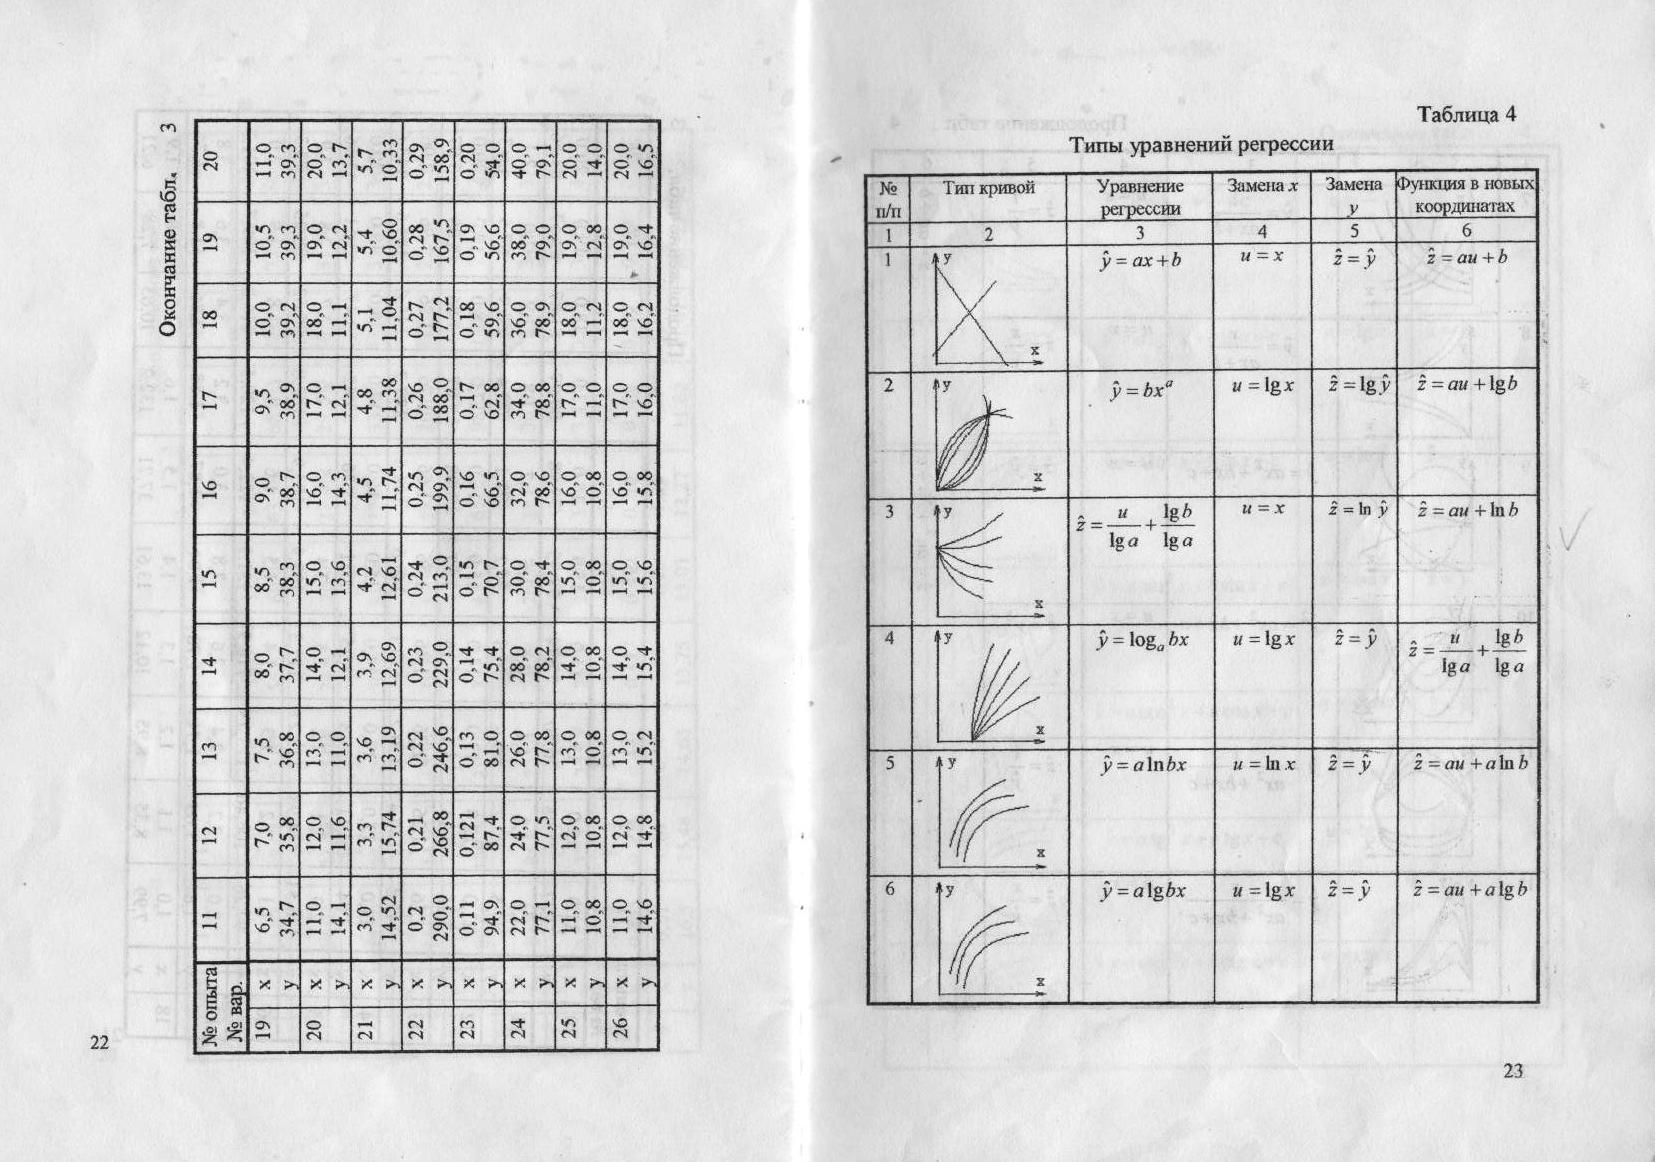 Окончание табл. 3
№ опыта 11 12 13 14 15 16 17 18 19 20
№ вар.
19 x 6,5 7,0 7,5 8,0 8,5 9,0 9,5 10,0 10,5 11,0
y 34,7 35,8 36,8 37,7 38,3 38,7 38,9 39,2 39,3 39,3
20 x 11,0 12,0 13,0 14,0 15,0 16,0 17,0 18,0 19,0 20,0
y 14,1 11,6 11,0 12,1 13,6 14,3 12,1 11,1 12,2 13,7
21 x 3,0 3,3 3,6 3,9 4,2 4,5 4,8 5,1 5,4 5,7
y 14,52 15,74 13,19 12,69 12,61 11,74 11,38 11,04 10,60 10,33
22 x 0,2 0,21 0,22 0,23 0,24 0,25 0,26 0,27 0,28 0,29
y 290,0 266,8 246,6 229,0 213,0 199,9 188,0 177,2 167,5 158,9
23 x 0,11 0,121 0,13 0,14 0,15 0,16 0,17 0,18 0,19 0,20
y 94,9 87,4 81,0 75,4 70,7 66,5 62,8 59,6 56,6 54,0
24 x 22,0 24,0 26,0 28,0 30,0 32,0 34,0 36,0 38,0 40,0
y 77,1 77,5 77,8 78,2 78,4 78,6 78,8 78,9 79,0 79,1
25 x 11,0 12,0 13,0 14,0 15,0 16,0 17,0 18,0 19,0 20,0
y 10,8 10,8 10,8 10,8 10,8 10,8 11,0 11,2 12,8 14,0
26 x 11,0 12,0 13,0 14,0 15,0 16,0 17,0 18,0 19,0 20,0
y 14,6 14,8 15,2 15,4 15,6 15,8 16,0 16,2 16,4 16,5
22
Таблица 4
Типы уравнений регрессии
№ п/п Тип кривой Уравнение регрессии Замена x Замена y Функция в новых координатах
1 2 3 4 5 6
1 y x ŷ = ax + b u = x ẑ = ŷ ẑ = au + b
2 y x ŷ = bxᵃ u = lg x ẑ = lg ŷ ẑ = au + lg b
3 y x ẑ = u/lg a + lg b/lg a u = x ẑ = ln ŷ ẑ = au + ln b
4 y x ŷ = logₐ bx u = lg x ẑ = ŷ ẑ = u/lg a + lg b/lg a
5 y x ŷ = a ln bx u = ln x ẑ = ŷ ẑ = au + a ln b
6 y x ŷ = a lg bx u = lg x ẑ = ŷ ẑ = au + a lg b
23